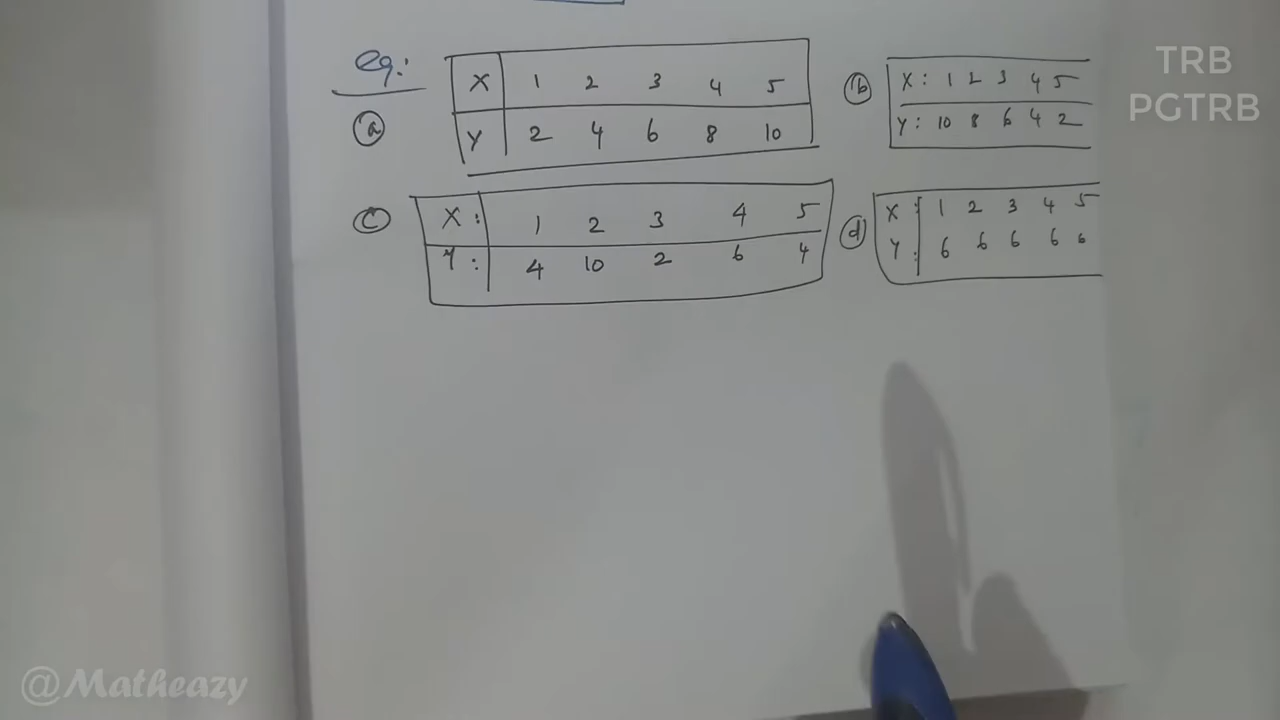 eg:
ⓐ
X 1 2 3 4 5
Y 2 4 6 8 10
ⓑ
X : 1 2 3 4 5
Y : 10 8 6 4 2
ⓒ
X : 1 2 3 4 5
Y : 4 10 2 6 4
ⓓ
X : 1 2 3 4 5
Y : 6 6 6 6 6
TRB
PGTRB
@Matheazy